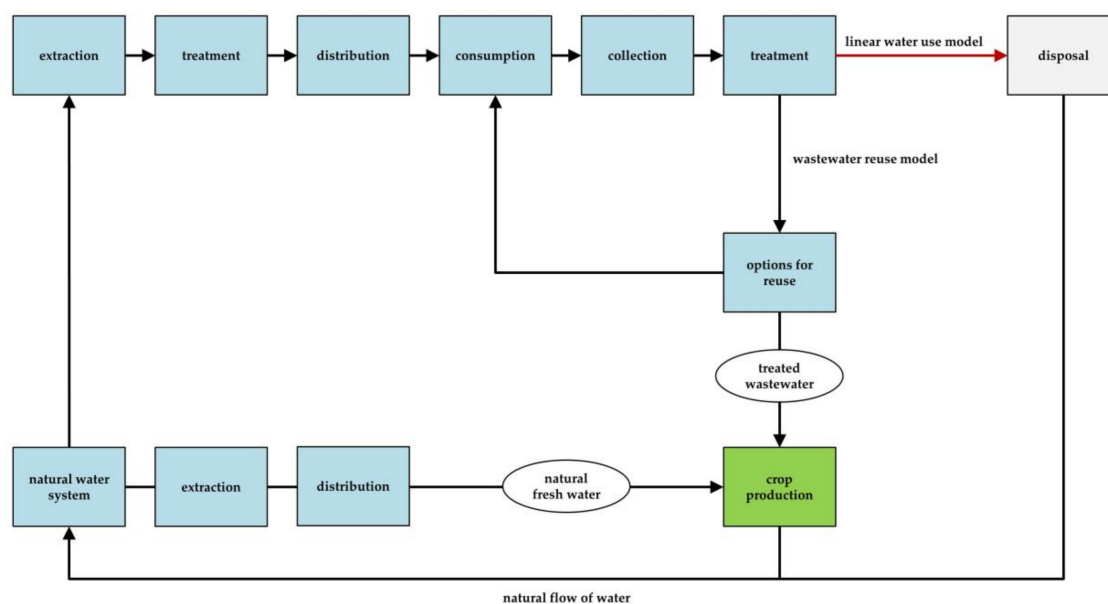 extraction
treatment
distribution
consumption
collection
treatment
linear water use model
disposal
wastewater reuse model
options for
reuse
treated
wastewater
natural water
system
extraction
distribution
natural
fresh water
crop
production
natural flow of water